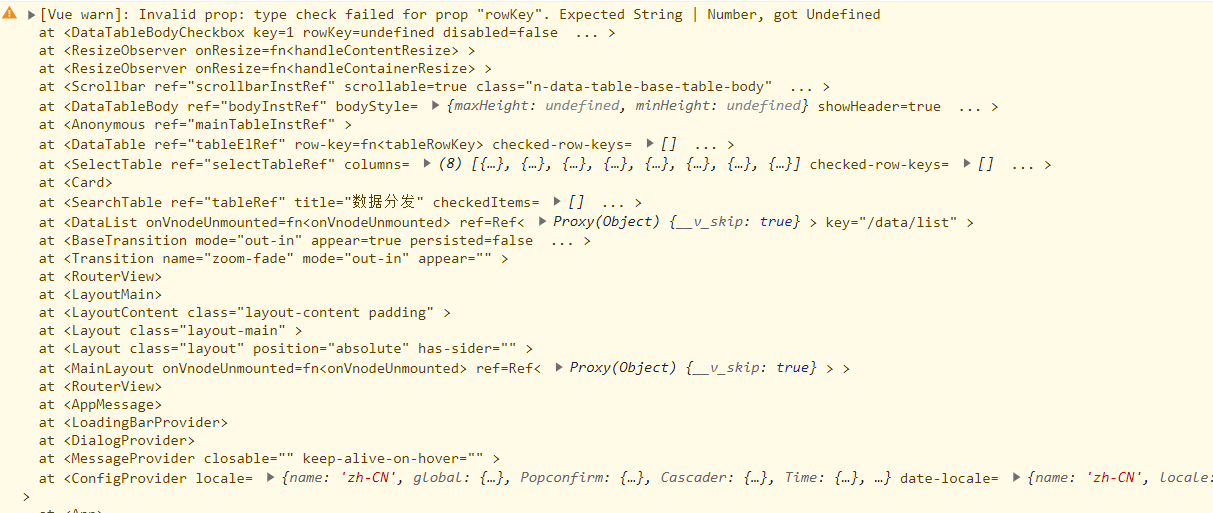 [Vue warn]: Invalid prop: type check failed for prop "rowKey". Expected String | Number, got Undefined
at <DataTableBodyCheckbox key=1 rowKey=undefined disabled=false ... >
at <ResizeObserver onResize=fn<handleContentResize> >
at <ResizeObserver onResize=fn<handleContainerResize> >
at <Scrollbar ref="scrollbarInstRef" scrollable=true class="n-data-table-base-table-body" ... >
at <DataTableBody ref="bodyInstRef" bodyStyle= {maxHeight: undefined, minHeight: undefined} showHeader=true ... >
at <Anonymous ref="mainTableInstRef" >
at <DataTable ref="tableElRef" row-key=fn<tableRowKey> checked-row-keys= [] ... >
at <SelectTable ref="selectTableRef" columns= (8) [{…}, {…}, {…}, {…}, {…}, {…}, {…}, {…}] checked-row-keys= [] ... >
at <Card>
at <SearchTable ref="tableRef" title="数据分发" checkedItems= [] ... >
at <DataList onVnodeUnmounted=fn<onVnodeUnmounted> ref=Ref< Proxy(Object) {__v_skip: true} > key="/data/list" >
at <BaseTransition mode="out-in" appear=true persisted=false ... >
at <Transition name="zoom-fade" mode="out-in" appear="" >
at <RouterView>
at <LayoutMain>
at <LayoutContent class="layout-content padding" >
at <Layout class="layout-main" >
at <Layout class="layout" position="absolute" has-sider="" >
at <MainLayout onVnodeUnmounted=fn<onVnodeUnmounted> ref=Ref< Proxy(Object) {__v_skip: true} > >
at <RouterView>
at <AppMessage>
at <LoadingBarProvider>
at <DialogProvider>
at <MessageProvider closable="" keep-alive-on-hover="" >
at <ConfigProvider locale= {name: 'zh-CN', global: {…}, Popconfirm: {…}, Cascader: {…}, Time: {…}, …} date-locale= {name: 'zh-CN', locale:
>
at <App>